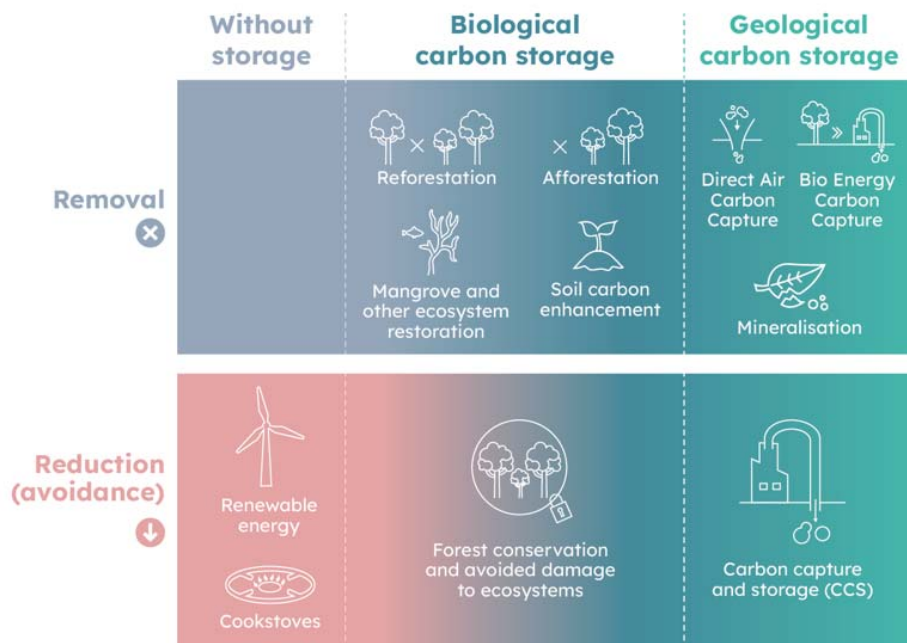 Without
storage
Biological
carbon storage
Geological
carbon storage
Removal
Reforestation
Afforestation
Direct Air
Carbon
Capture
Bio Energy
Carbon
Capture
Mangrove and
other ecosystem
restoration
Soil carbon
enhancement
Mineralisation
Reduction
(avoidance)
Renewable
energy
Cookstoves
Forest conservation
and avoided damage
to ecosystems
Carbon capture
and storage (CCS)